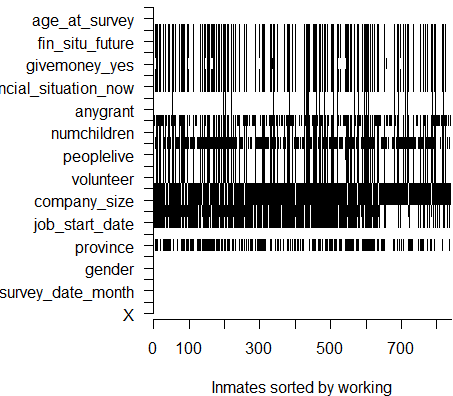 age_at_survey
fin_situ_future
givemoney_yes
ncial_situation_now
anygrant
numchildren
peoplelive
volunteer
company_size
job_start_date
province
gender
survey_date_month
X
0 100 300 500 700
Inmates sorted by working